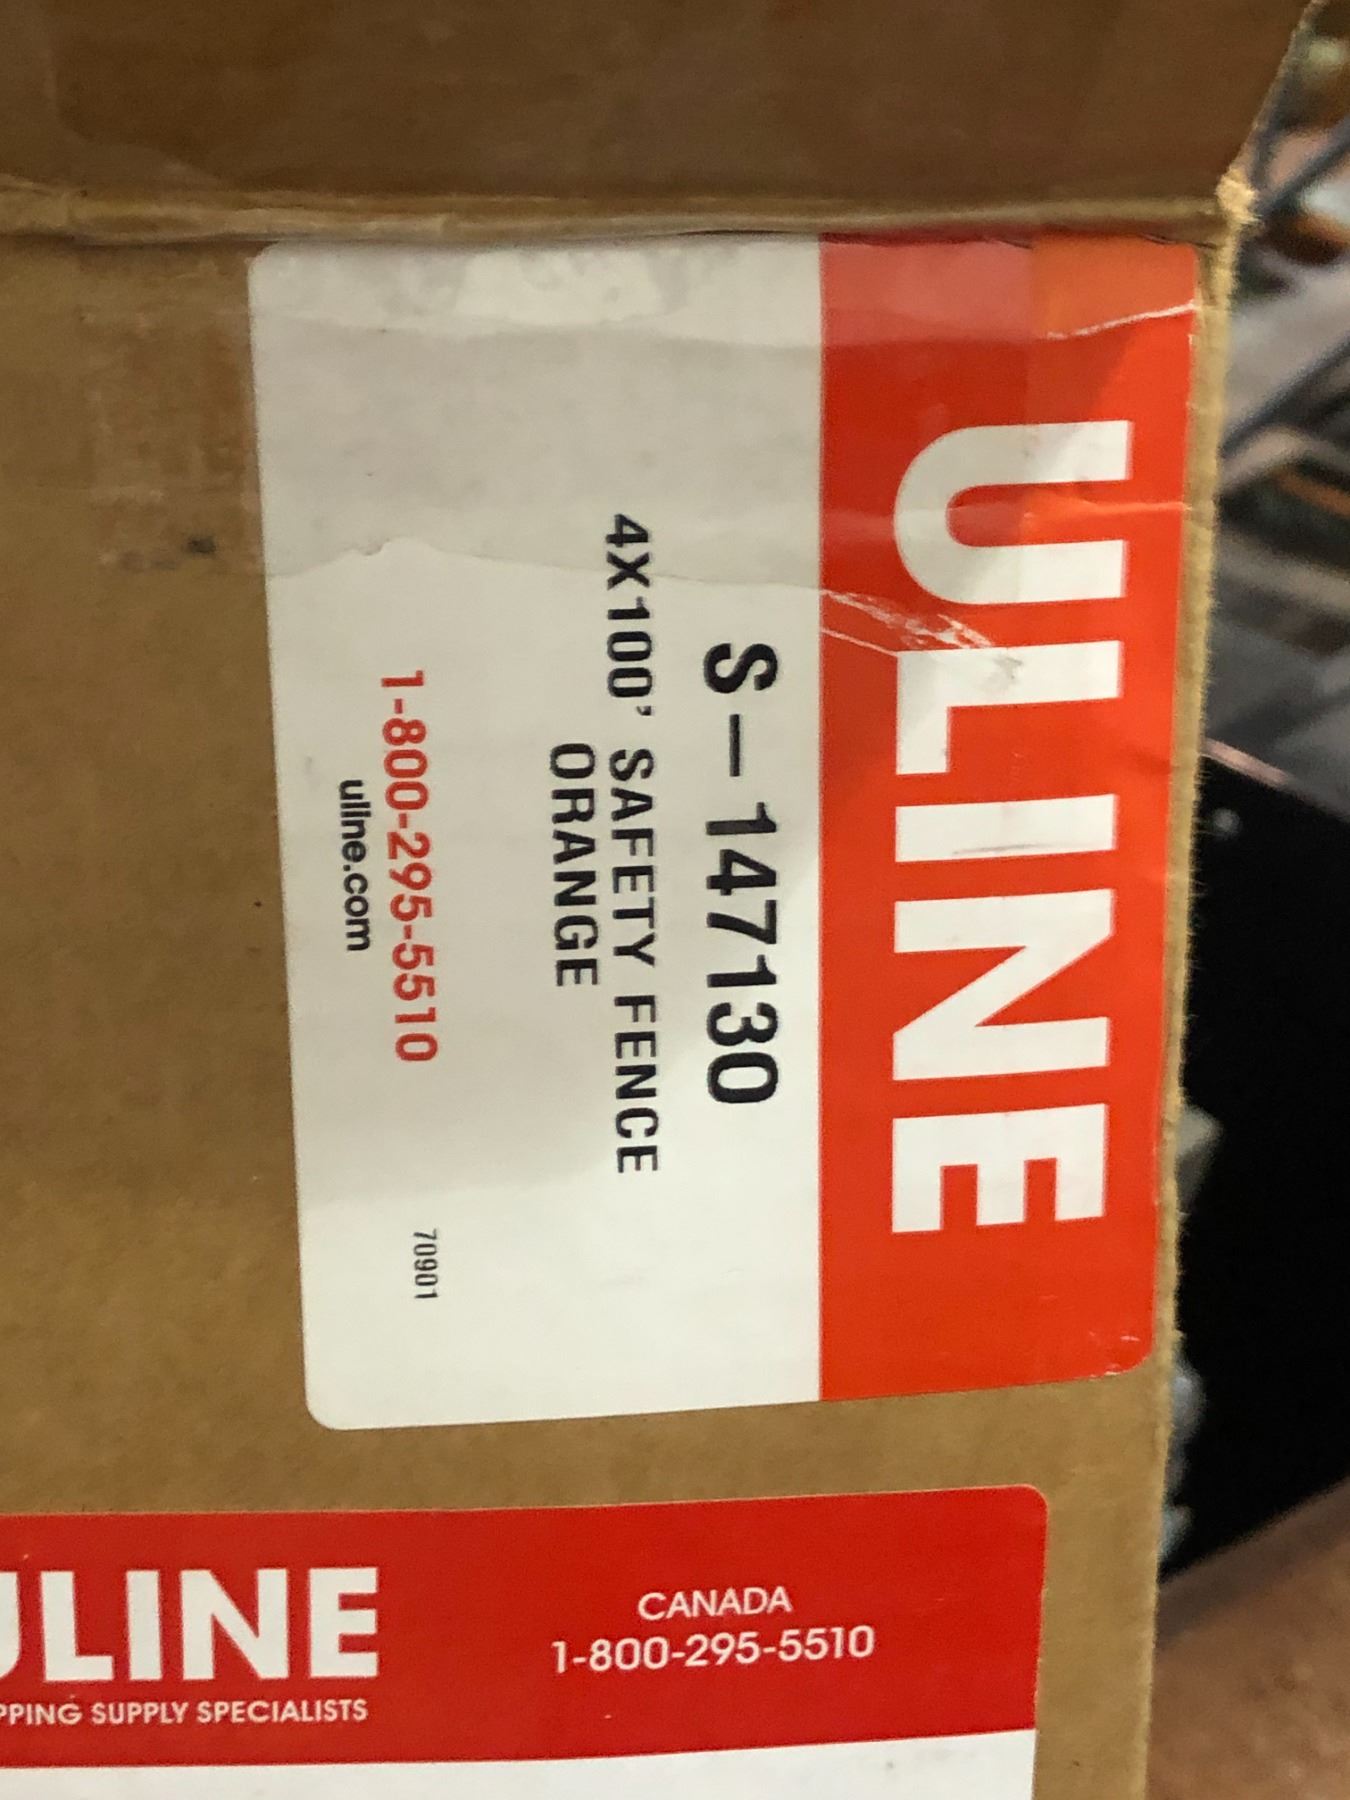 ULINE
S-147130
4X100' SAFETY FENCE
ORANGE
1-800-295-5510
uline.com
70901
ULINE
SUPPLY SPECIALISTS
CANADA
1-800-295-5510